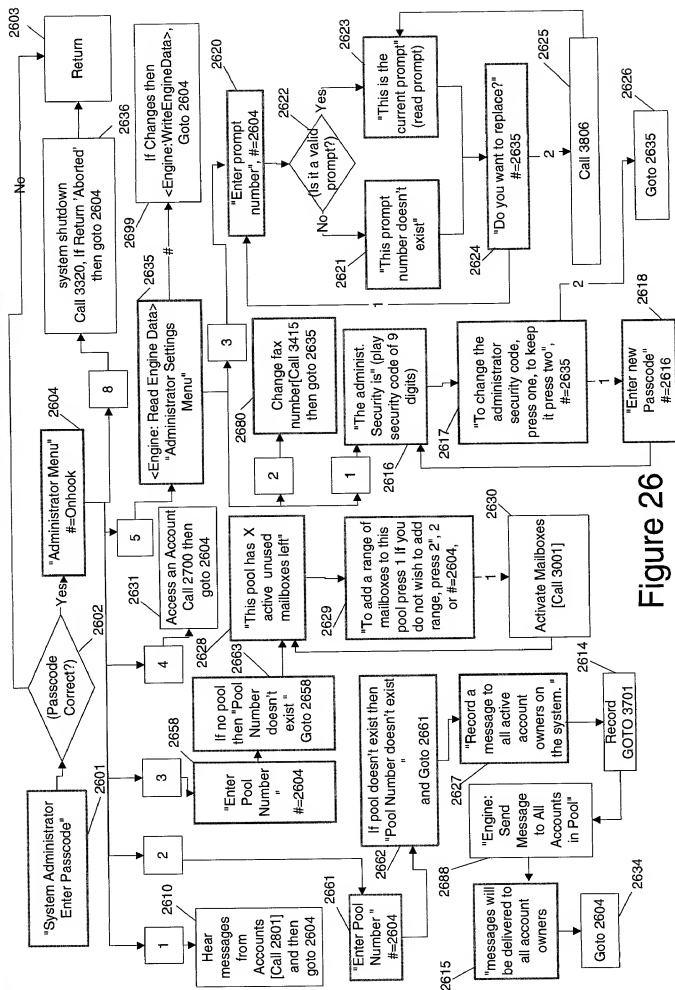 "System Administrator
Enter Passcode"
2601
(Passcode
Correct?)
2602
No
Yes
"Administrator Menu"
#=Onhook
2604
system shutdown
Call 3320, If Return 'Aborted'
then goto 2604
2636
Return
2603
1
2
3
4
5
8
2610
Hear
messages
from
Accounts
[Call 2801]
and then
goto 2604
2661
"Enter Pool
Number "
#=2604
2662
If pool doesn't exist then
"Pool Number doesn't exist
"
and Goto 2661
2627
"Record a
message to
all active
account
owners on
the system."
2614
Record
GOTO 3701
2688
"Engine:
Send
Message
to All
Accounts
in Pool"
2615
"messages will
be delivered to
all account
owners
2634
Goto 2604
2658
"Enter
Pool
Number
"
#=2604
2663
If no pool
then "Pool
Number
doesn't
exist "
Goto 2658
2628
"This pool has X
active unused
mailboxes left"
2629
"To add a range of
mailboxes to this
pool press 1 If you
do not wish to add
range, press 2", 2
or #=2604,
1
2630
Activate Mailboxes
[Call 3001]
2631
Access an Account
Call 2700 then
goto 2604
2635
<Engine: Read Engine Data>
"Administrator Settings
Menu"
#
2699
If Changes then
<Engine:WriteEngineData>,
Goto 2604
1
2
3
2680
Change fax
number[Call 3415
then goto 2635
2616
"The administ.
Security is" (play
security code of 9
digits)
2617
"To change the
administrator
security code,
press one, to keep
it press two",
#=2635
1
2
2618
"Enter new
Passcode"
#=2616
2626
Goto 2635
2620
"Enter prompt
number", #=2604
2622
(Is it a valid
prompt?)
No
Yes
2621
"This prompt
number doesn't
exist"
2623
"This is the
current prompt"
(read prompt)
2624
"Do you want to replace?"
#=2635
1
2
2625
Call 3806
Figure 26